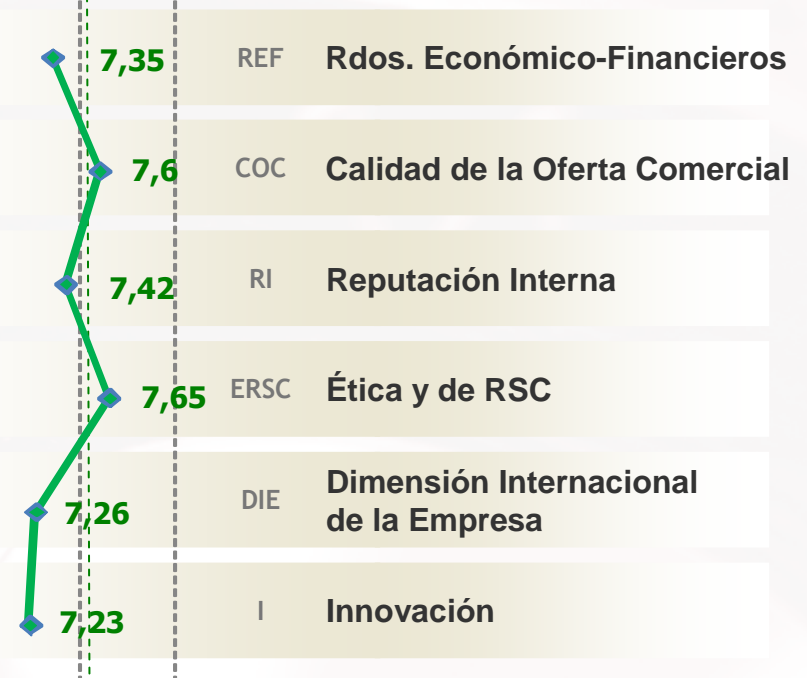 7,35 REF Rdos. Económico-Financieros
7,6 COC Calidad de la Oferta Comercial
7,42 RI Reputación Interna
7,65 ERSC Ética y de RSC
7,26 DIE Dimensión Internacional
de la Empresa
7,23 I Innovación